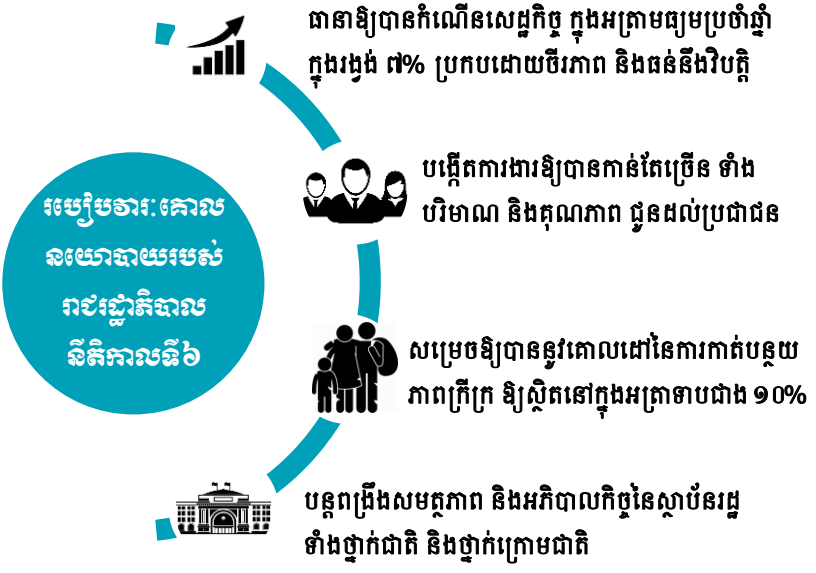 ធានាឱ្យបានកំណើនសេដ្ឋកិច្ច ក្នុងអត្រាមធ្យមប្រចាំឆ្នាំ
ក្នុងរង្វង់ ៧% ប្រកបដោយចីរភាព និងធន់នឹងវិបត្តិ
បង្កើតការងារឱ្យបានកាន់តែច្រើន ទាំង
បរិមាណ និងគុណភាព ជូនដល់ប្រជាជន
របៀបវារៈគោល
នយោបាយរបស់
រាជរដ្ឋាភិបាល
នីតិកាលទី៦
សម្រេចឱ្យបាននូវគោលដៅនៃការកាត់បន្ថយ
ភាពក្រីក្រ ឱ្យស្ថិតនៅក្នុងអត្រាទាបជាង ១0%
បន្តពង្រឹងសមត្ថភាព និងអភិបាលកិច្ចនៃស្ថាប័នរដ្ឋ
ទាំងថ្នាក់ជាតិ និងថ្នាក់ក្រោមជាតិ